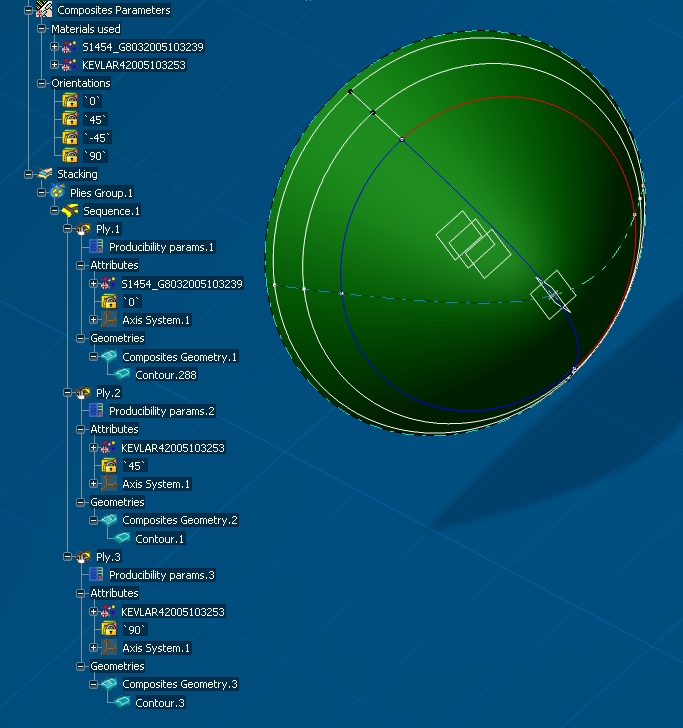 Composites Parameters
Materials used
S1454_G8032005103239
KEVLAR42005103253
Orientations
`0`
`45`
`-45`
`90`
Stacking
Plies Group.1
Sequence.1
Ply.1
Producibility params.1
Attributes
S1454_G8032005103239
`0`
Axis System.1
Geometries
Composites Geometry.1
Contour.288
Ply.2
Producibility params.2
Attributes
KEVLAR42005103253
`45`
Axis System.1
Geometries
Composites Geometry.2
Contour.1
Ply.3
Producibility params.3
Attributes
KEVLAR42005103253
`90`
Axis System.1
Geometries
Composites Geometry.3
Contour.3